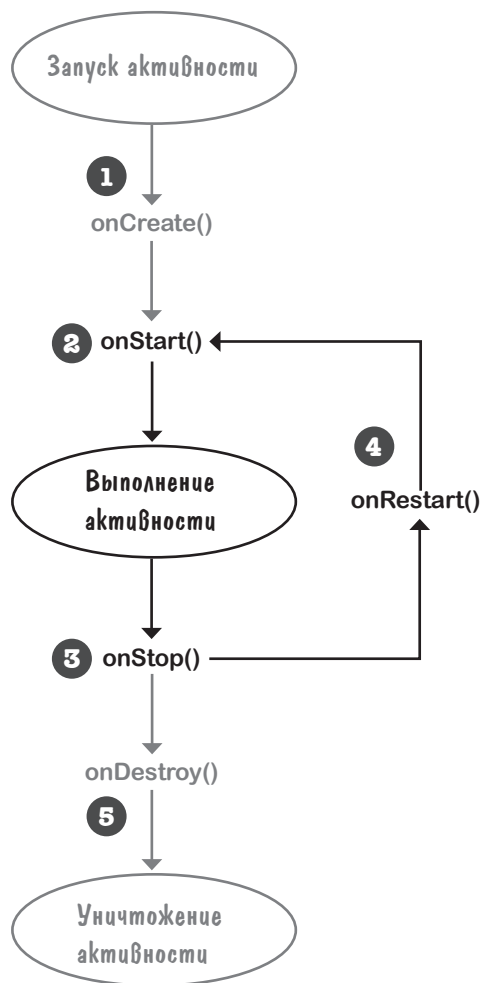 Запуск активности
1
onCreate()
2 onStart()
4
Выполнение
активности
onRestart()
3 onStop()
onDestroy()
5
Уничтожение
активности